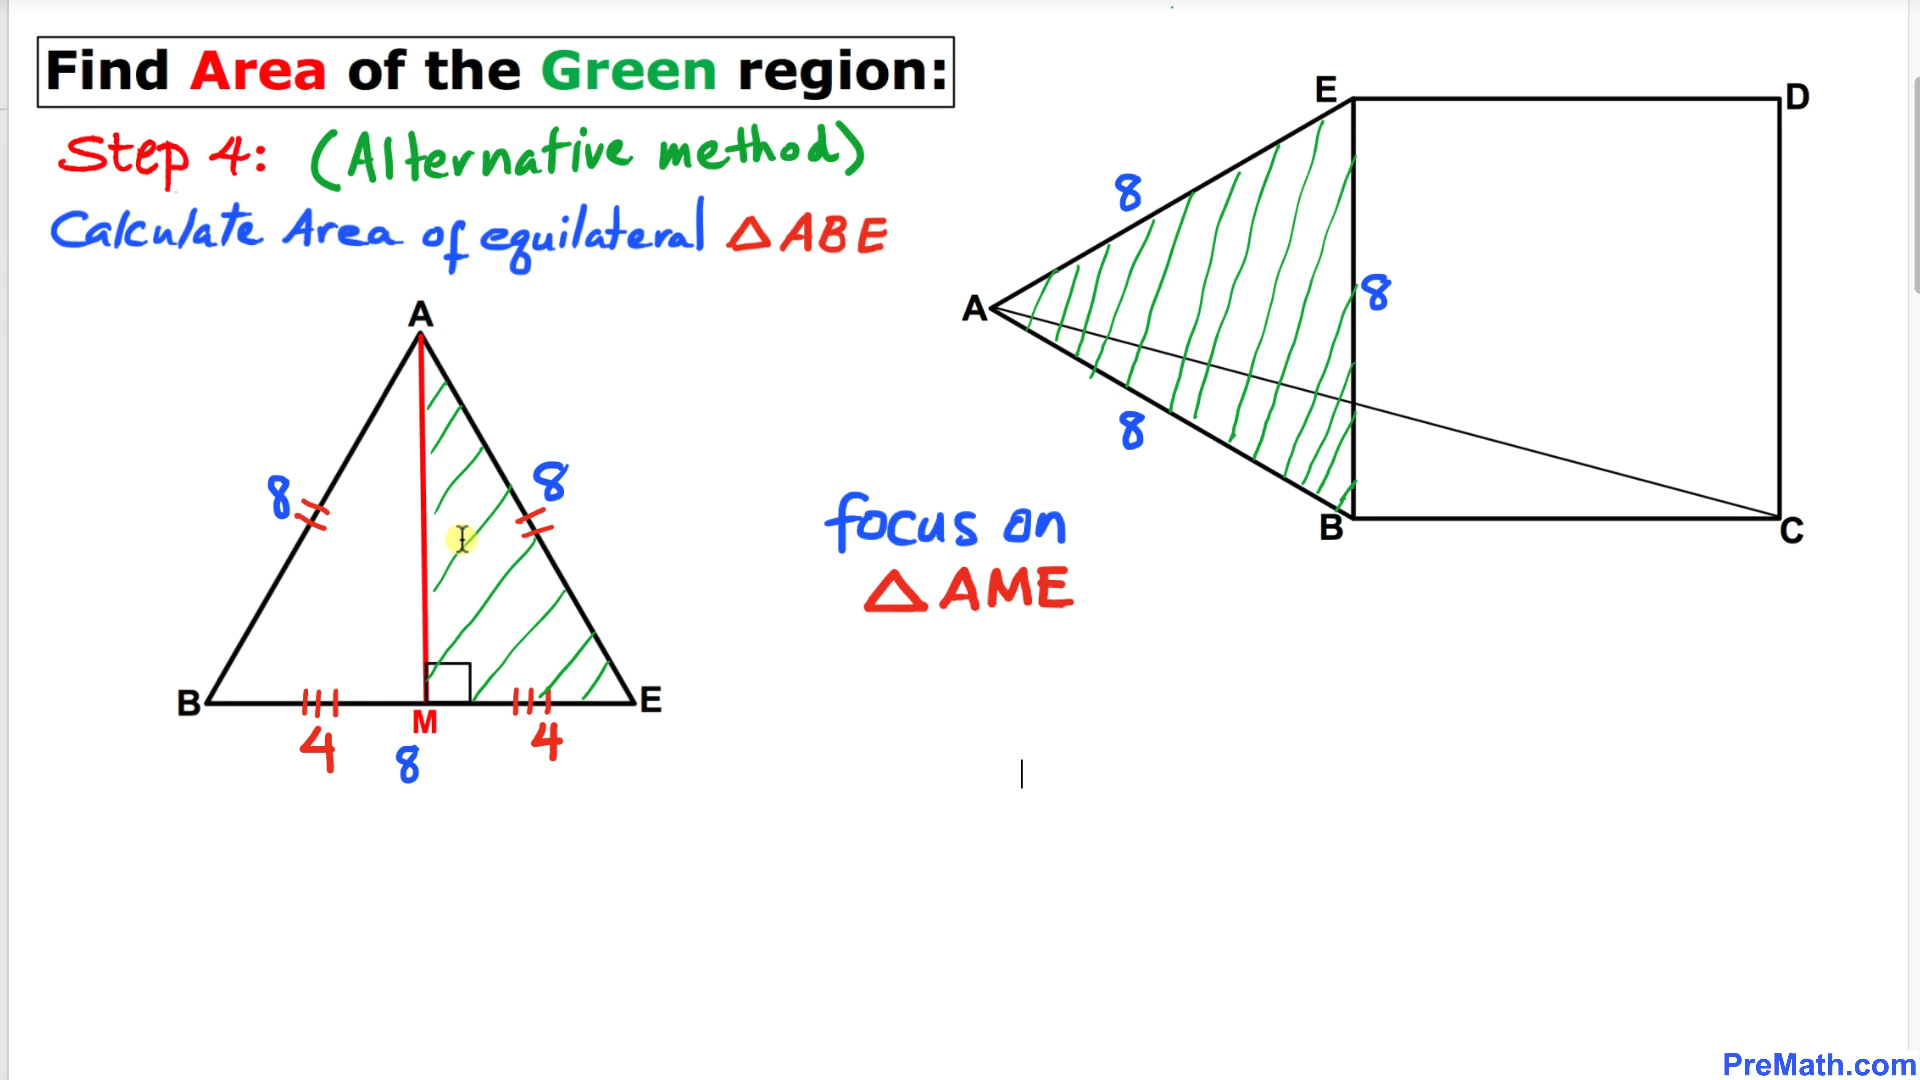 Find Area of the Green region:
Step 4: (Alternative method)
Calculate Area of equilateral △ ABE
A
8
8
B
M
E
4
8
4
focus on
△ AME
E
D
8
A
8
8
B
C
PreMath.com